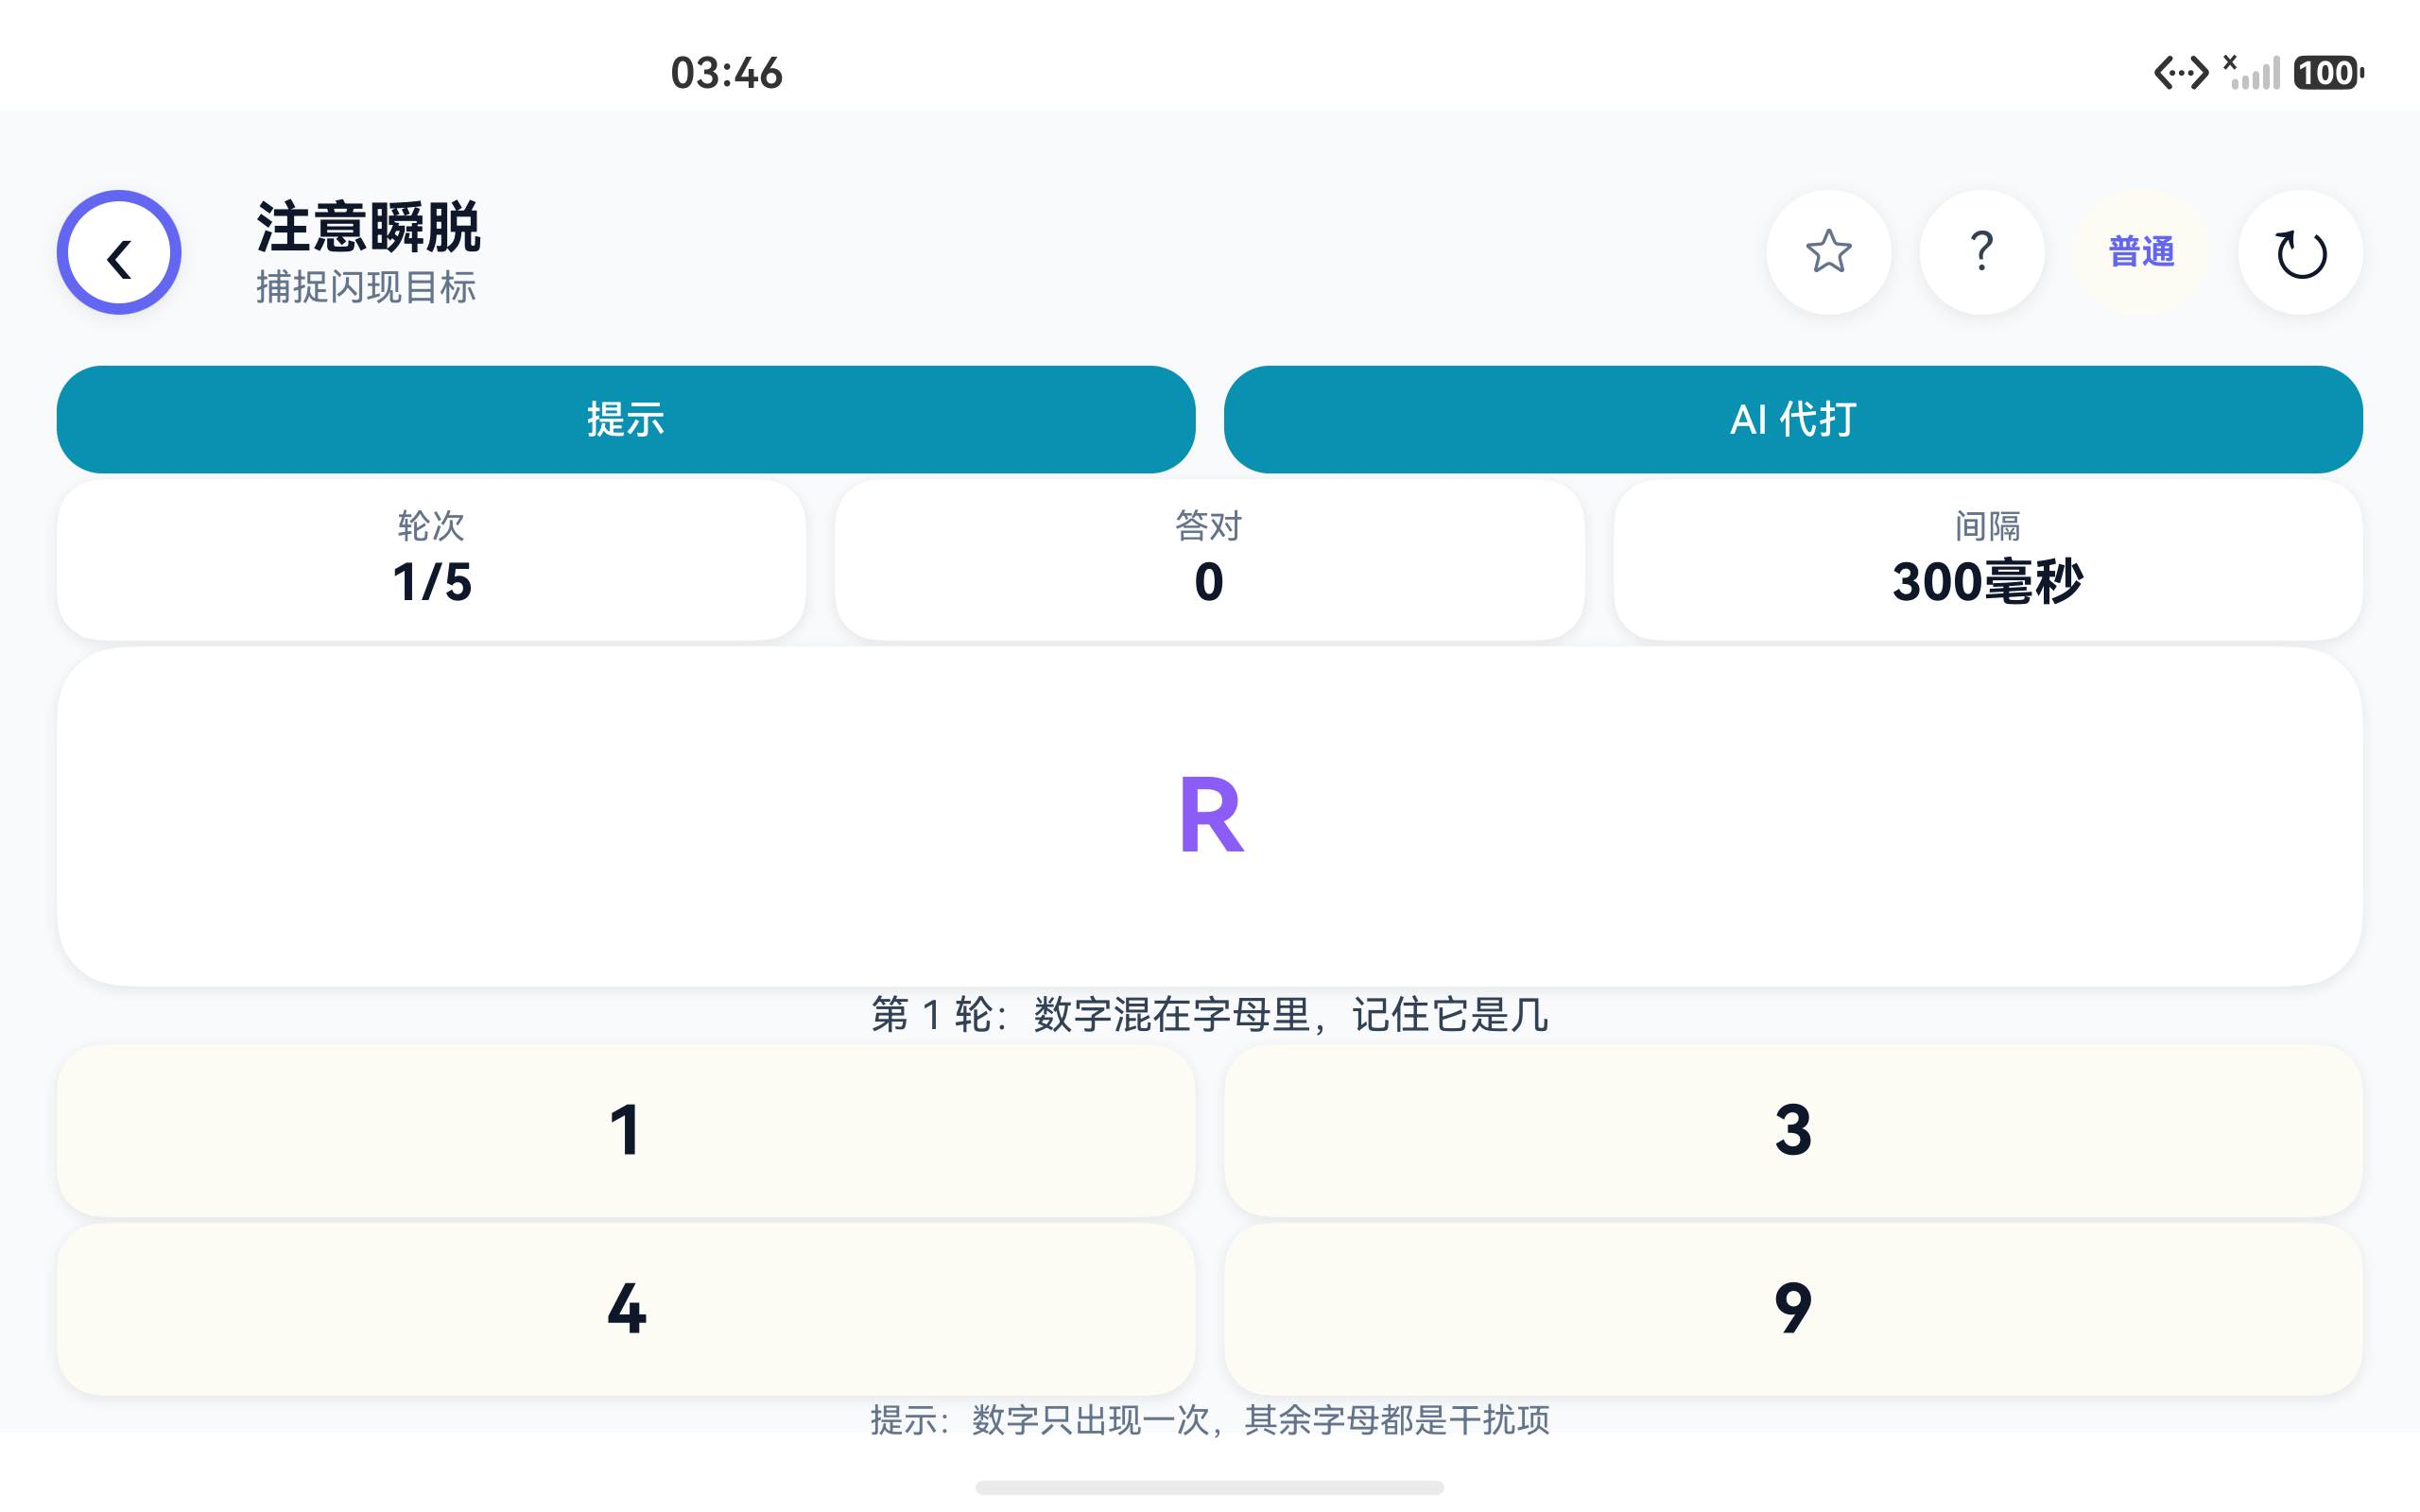 03:46
100
注意瞬脱
捕捉闪现目标
?
普通
提示
AI 代打
轮次
1/5
答对
0
间隔
300毫秒
R
第 1 轮：数字混在字母里，记住它是几
1
3
4
9
提示：数字只出现一次，其余字母都是干扰项